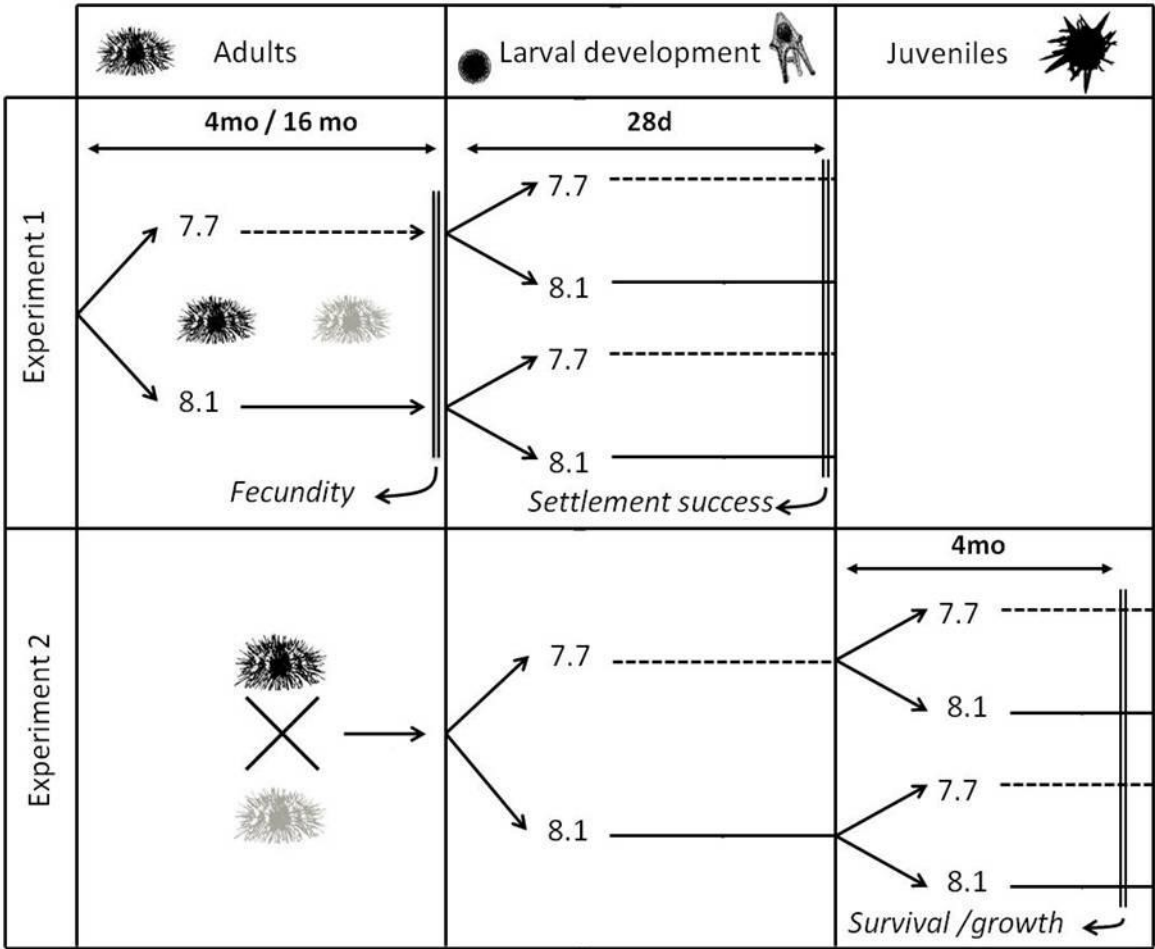 Adults
Larval development
Juveniles
Experiment 1
4mo / 16 mo
28d
7.7
8.1
7.7
8.1
7.7
8.1
Fecundity
Settlement success
Experiment 2
4mo
7.7
8.1
7.7
8.1
7.7
8.1
Survival /growth